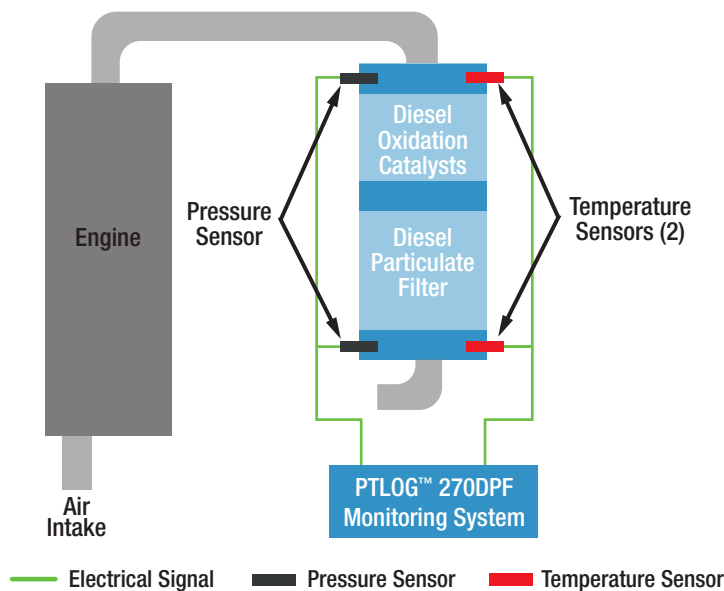 Diesel
Oxidation
Catalysts
Pressure
Sensor
Temperature
Sensors (2)
Engine
Diesel
Particulate
Filter
Air
Intake
PTLOG™ 270DPF
Monitoring System
Electrical Signal
Pressure Sensor
Temperature Sensor